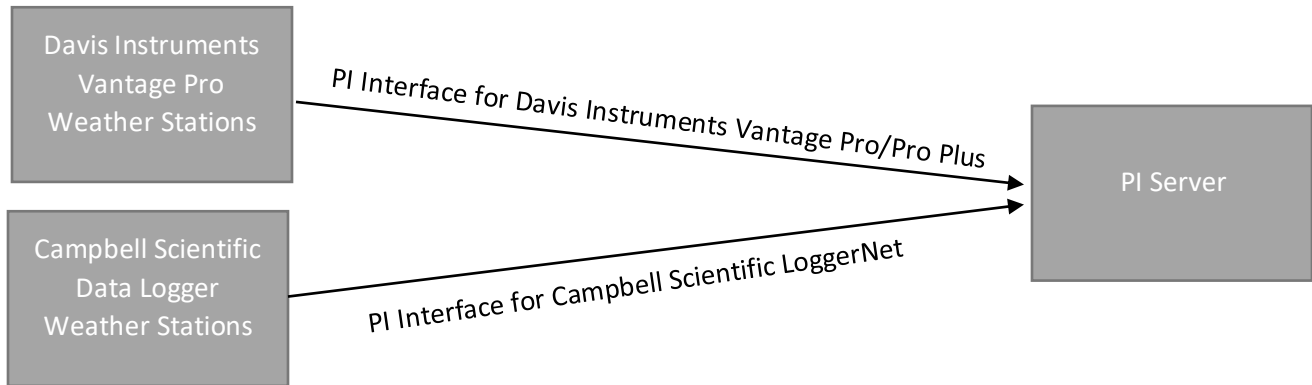 Davis Instruments
Vantage Pro
Weather Stations
PI Interface for Davis Instruments Vantage Pro/Pro Plus
PI Server
Campbell Scientific
Data Logger
Weather Stations
PI Interface for Campbell Scientific LoggerNet